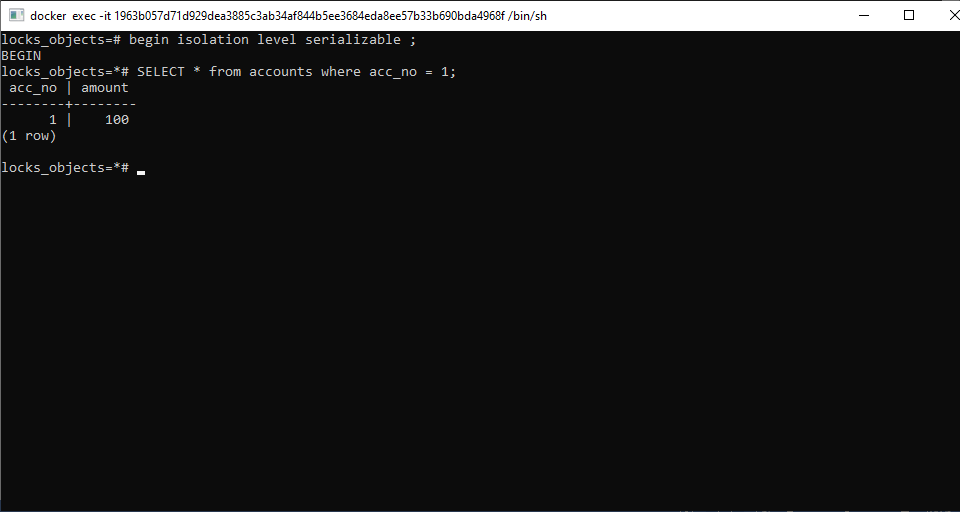 docker exec -it 1963b057d71d929dea3885c3ab34af844b5ee3684eda8ee57b33b690bda4968f /bin/sh
locks_objects=# begin isolation level serializable ;
BEGIN
locks_objects=*# SELECT * from accounts where acc_no = 1;
 acc_no | amount
--------+--------
      1 |    100
(1 row)
locks_objects=*#